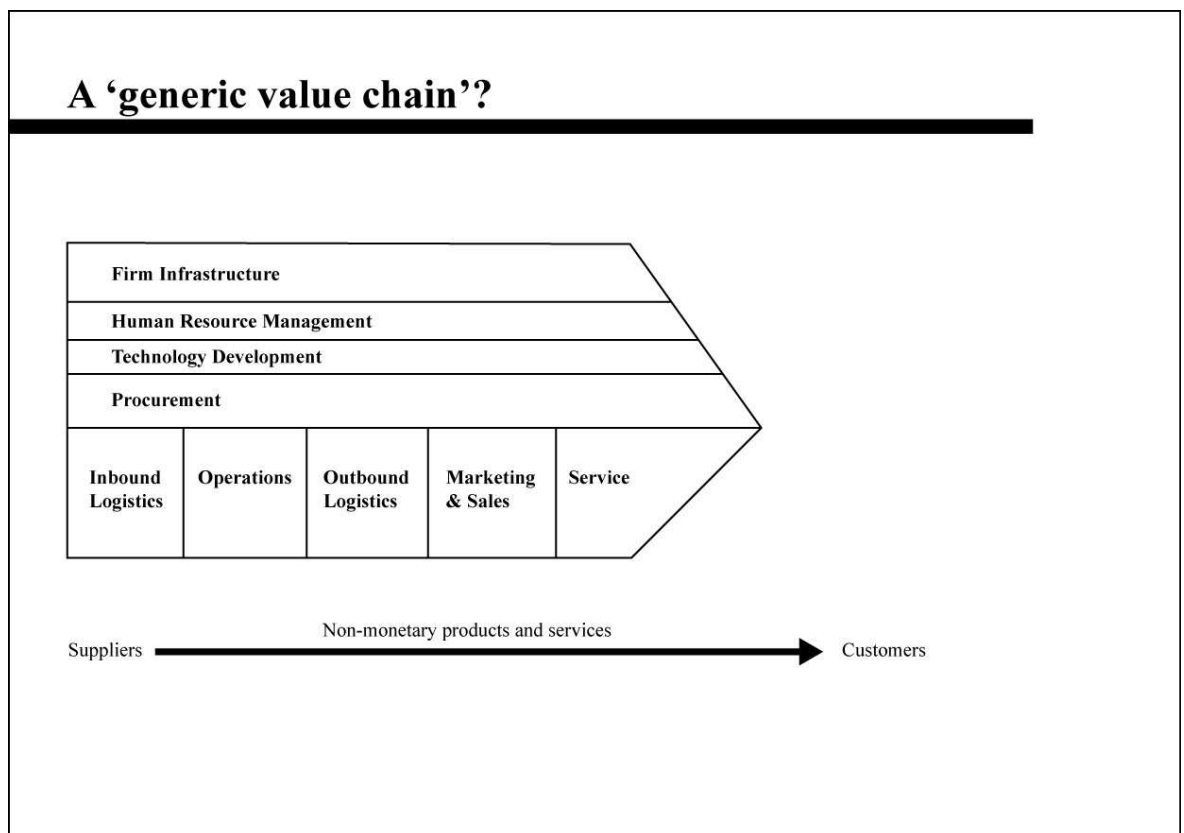 A ‘generic value chain’?
Firm Infrastructure
Human Resource Management
Technology Development
Procurement
Inbound
Logistics
Operations
Outbound
Logistics
Marketing
& Sales
Service
Non-monetary products and services
Suppliers
Customers